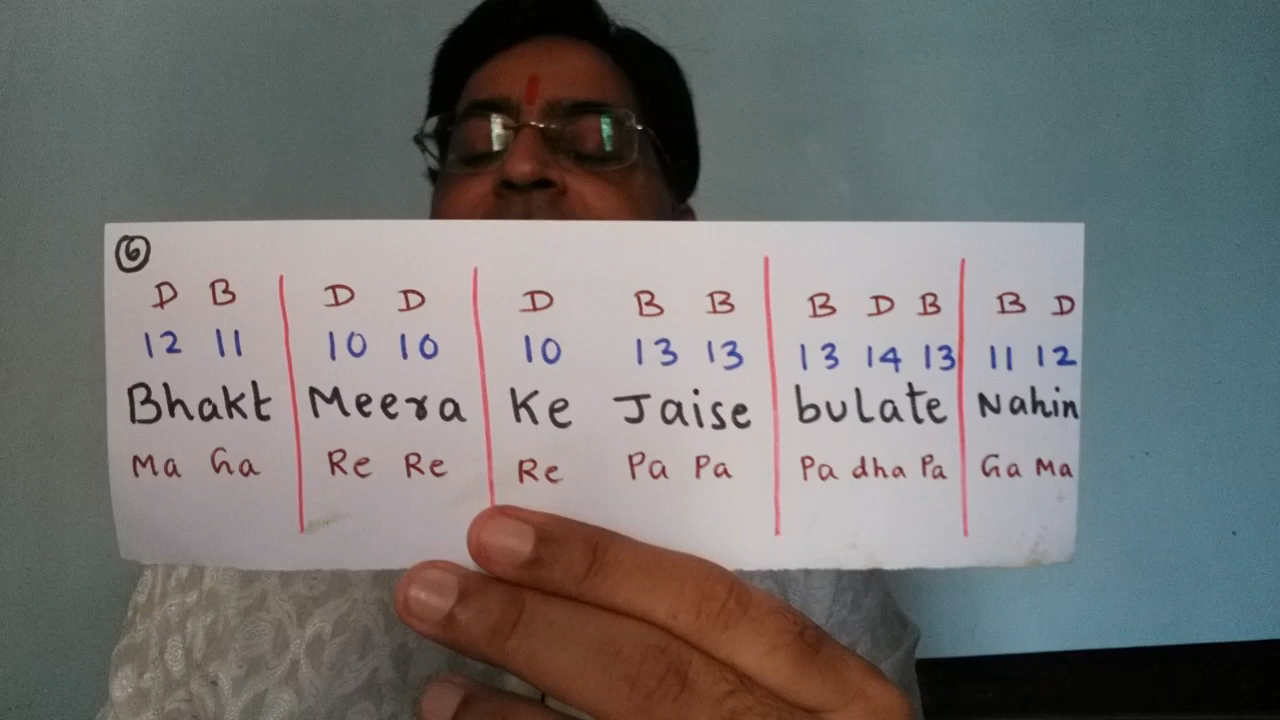 6
D B D D D B B B D B B D
12 11 10 10 10 13 13 13 14 13 11 12
Bhakt Meera Ke Jaise bulate Nahin
Ma Ga Re Re Re Pa Pa Pa dha Pa Ga Ma